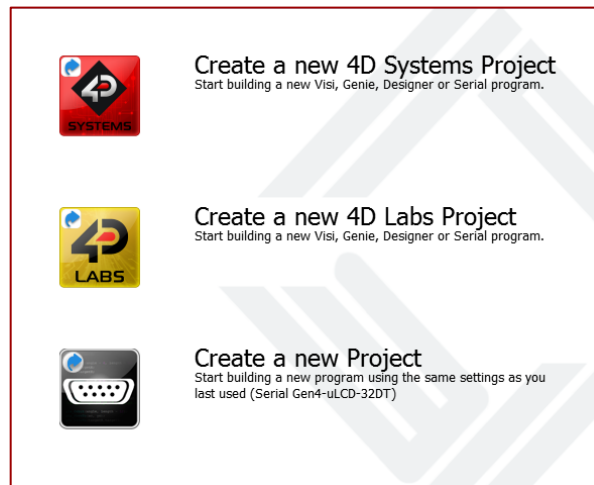 Create a new 4D Systems Project
Start building a new Visi, Genie, Designer or Serial program.
4D
SYSTEMS
Create a new 4D Labs Project
Start building a new Visi, Genie, Designer or Serial program.
4D
LABS
Create a new Project
Start building a new program using the same settings as you
last used (Serial Gen4-uLCD-32DT)